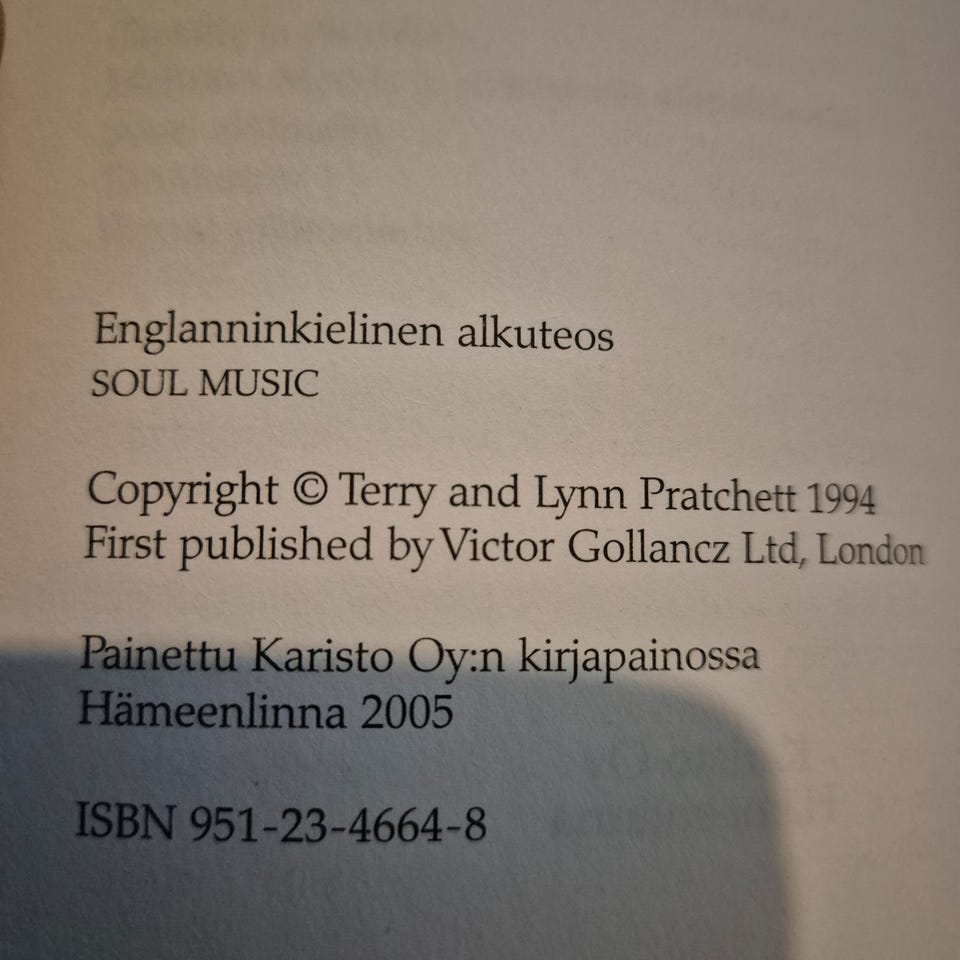 Englanninkielinen alkuteos
SOUL MUSIC
Copyright © Terry and Lynn Pratchett 1994
First published by Victor Gollancz Ltd, London
Painettu Karisto Oy:n kirjapainossa
Hämeenlinna 2005
ISBN 951-23-4664-8